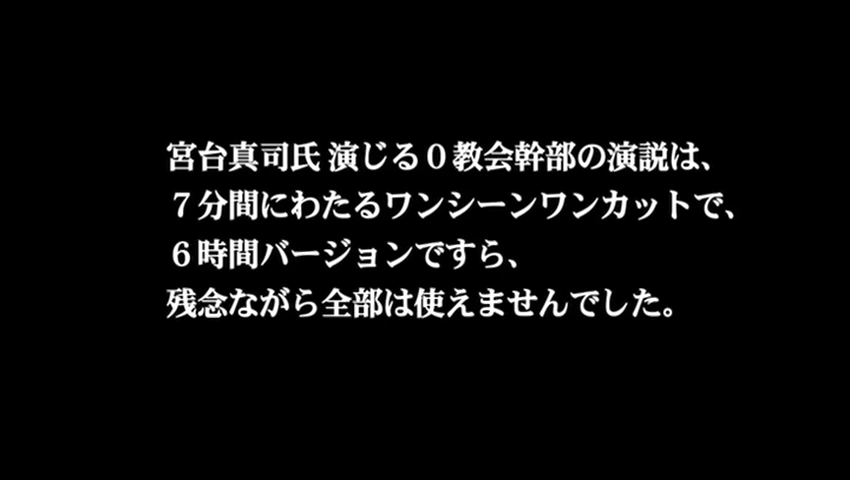 宮台真司氏 演じる０教会幹部の演説は、
７分間にわたるワンシーンワンカットで、
６時間バージョンですら、
残念ながら全部は使えませんでした。